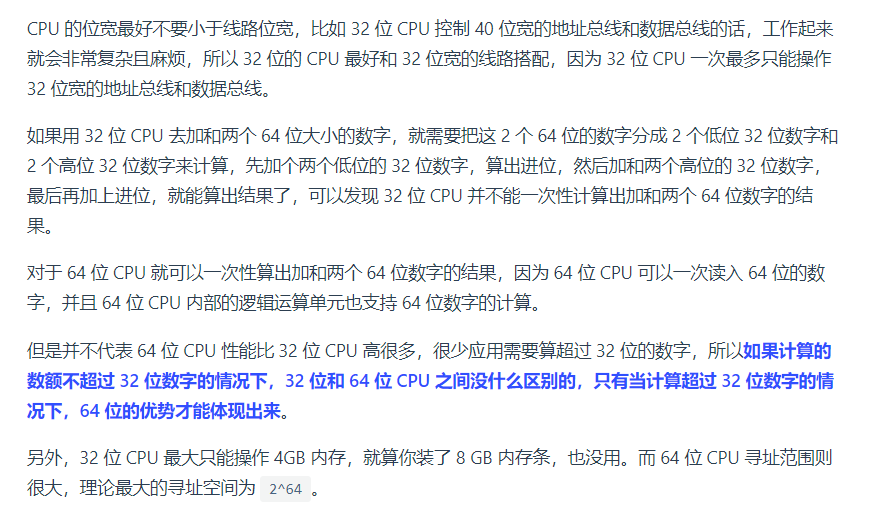 CPU 的位宽最好不要小于线路位宽，比如 32 位 CPU 控制 40 位宽的地址总线和数据总线的话，工作起来
就会非常复杂且麻烦，所以 32 位的 CPU 最好和 32 位宽的线路搭配，因为 32 位 CPU 一次最多只能操作
32 位宽的地址总线和数据总线。
如果用 32 位 CPU 去加和两个 64 位大小的数字，就需要把这 2 个 64 位的数字分成 2 个低位 32 位数字和
2 个高位 32 位数字来计算，先加个两个低位的 32 位数字，算出进位，然后加和两个高位的 32 位数字，
最后再加上进位，就能算出结果了，可以发现 32 位 CPU 并不能一次性计算出加和两个 64 位数字的结
果。
对于 64 位 CPU 就可以一次性算出加和两个 64 位数字的结果，因为 64 位 CPU 可以一次读入 64 位的数
字，并且 64 位 CPU 内部的逻辑运算单元也支持 64 位数字的计算。
但是并不代表 64 位 CPU 性能比 32 位 CPU 高很多，很少应用需要算超过 32 位的数字，所以如果计算的
数额不超过 32 位数字的情况下，32 位和 64 位 CPU 之间没什么区别的，只有当计算超过 32 位数字的情
况下，64 位的优势才能体现出来。
另外，32 位 CPU 最大只能操作 4GB 内存，就算你装了 8 GB 内存条，也没用。而 64 位 CPU 寻址范围则
很大，理论最大的寻址空间为 2^64 。